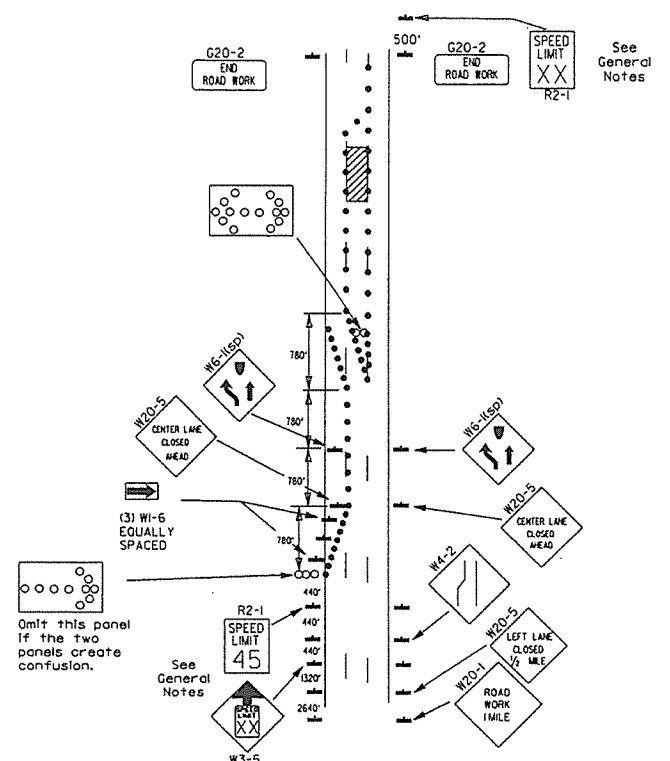 500'
G20-2
END
ROAD WORK
G20-2
END
ROAD WORK
SPEED
LIMIT
XX
R2-1
See
General
Notes
780'
W6-1(sp)
780'
W6-1(sp)
W20-5
CENTER LANE
CLOSED
AHEAD
780'
W20-5
CENTER LANE
CLOSED
AHEAD
(3) W1-6
EQUALLY
SPACED
780'
W4-2
Omit this panel
if the two
panels create
confusion.
440'
R2-1
SPEED
LIMIT
45
440'
440'
W20-5
LEFT LANE
CLOSED
1/2 MILE
See
General
Notes
1320'
W20-1
ROAD
WORK
1 MILE
2640'
SPEED
LIMIT
XX
W3-5